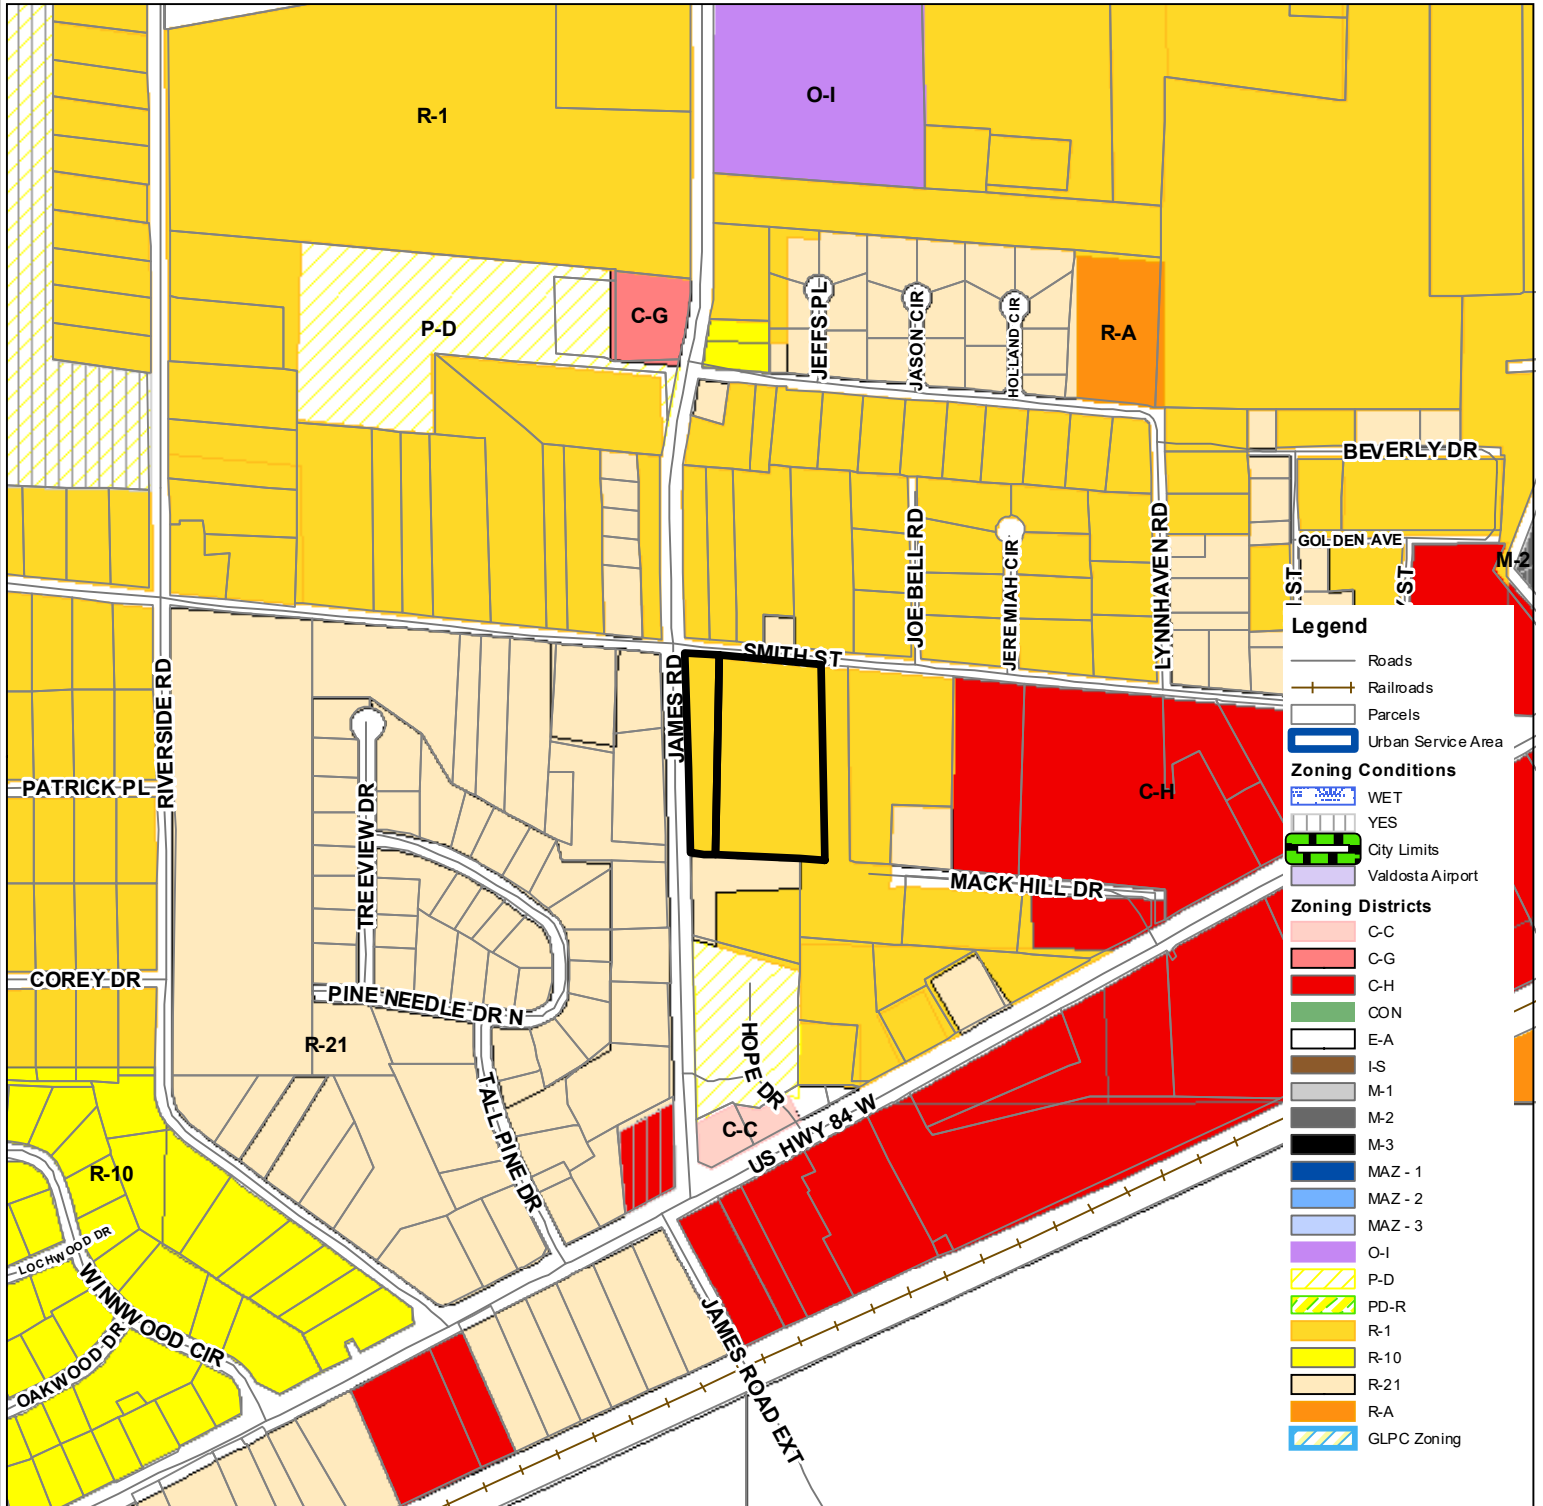 R-1
O-I
P-D
C-G
JEFFS PL
JASON CIR
HOLLAND CIR
R-A
BEVERLY DR
GOLDEN AVE
M-2
JOE BELL RD
JEREMIAH CIR
LYNNHAVEN RD
SMITH ST
RIVERSIDE RD
JAMES RD
PATRICK PL
TREEVIEW DR
C-H
MACK HILL DR
COREY DR
PINE NEEDLE DR N
R-21
HOPE DR
TALL PINE DR
C-C
US HWY 84 W
R-10
LOCHWOOD DR
WINNWOOD CIR
OAKWOOD DR
JAMES ROAD EXT
ST
ST
Legend
Roads
Railroads
Parcels
Urban Service Area
Zoning Conditions
WET
YES
City Limits
Valdosta Airport
Zoning Districts
C-C
C-G
C-H
CON
E-A
I-S
M-1
M-2
M-3
MAZ - 1
MAZ - 2
MAZ - 3
O-I
P-D
PD-R
R-1
R-10
R-21
R-A
GLPC Zoning